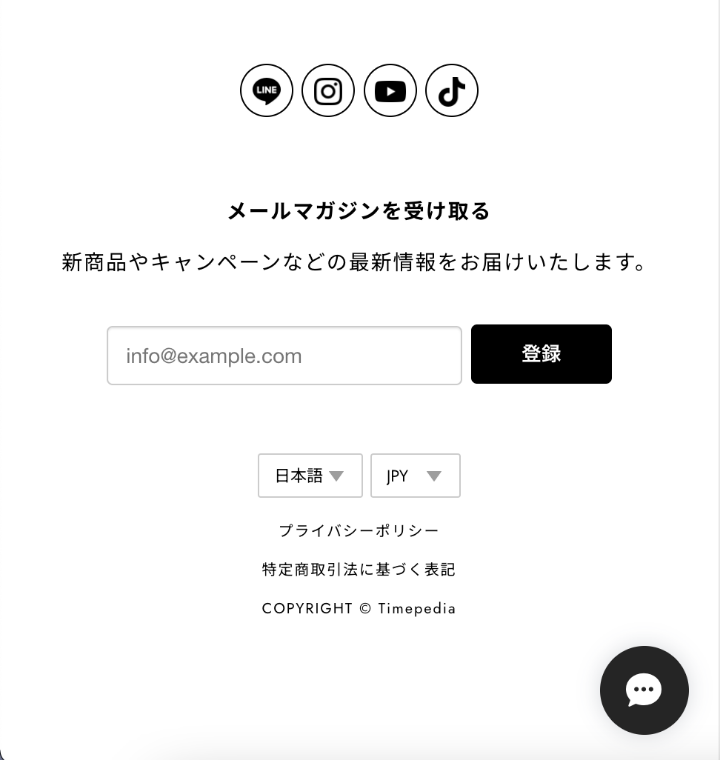 LINE
メールマガジンを受け取る
新商品やキャンペーンなどの最新情報をお届けいたします。
info@example.com
登録
日本語
JPY
プライバシーポリシー
特定商取引法に基づく表記
COPYRIGHT © Timepedia